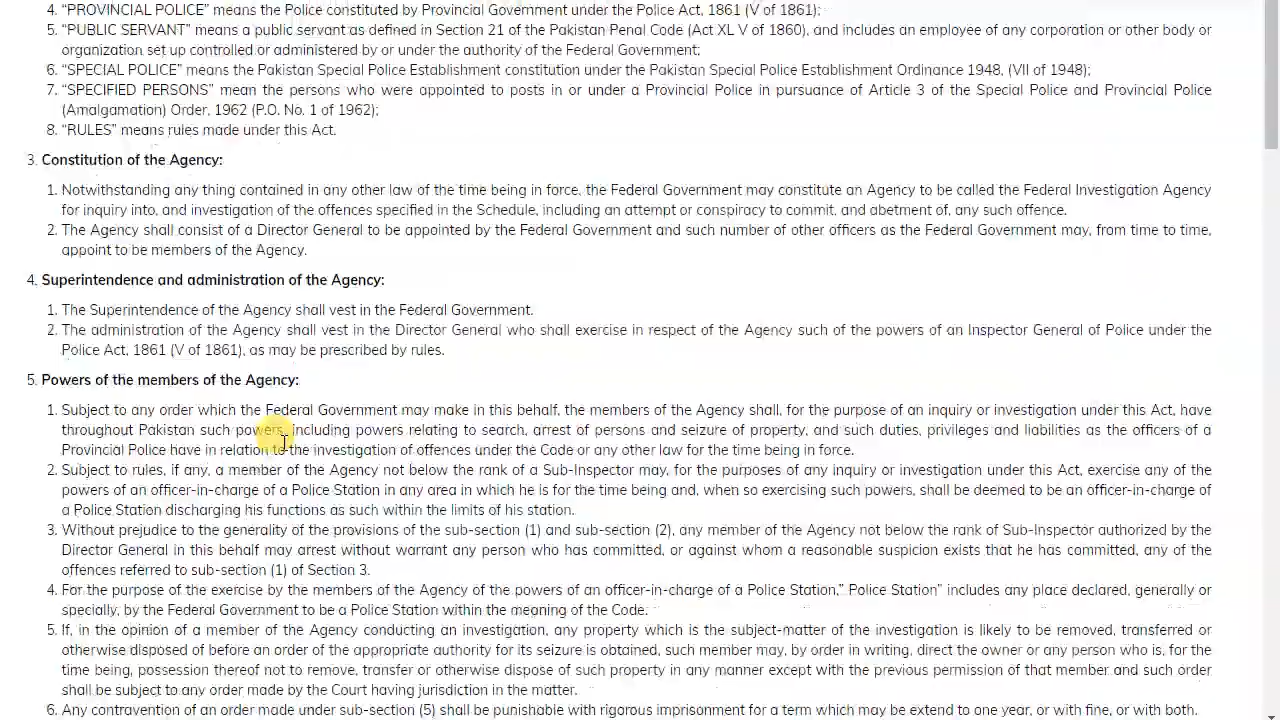 4. “PROVINCIAL POLICE” means the Police constituted by Provincial Government under the Police Act, 1861 (V of 1861);
5. “PUBLIC SERVANT” means a public servant as defined in Section 21 of the Pakistan Penal Code (Act XL V of 1860), and includes an employee of any corporation or other body or
organization set up controlled or administered by or under the authority of the Federal Government;
6. “SPECIAL POLICE” means the Pakistan Special Police Establishment constitution under the Pakistan Special Police Establishment Ordinance 1948, (VII of 1948);
7. “SPECIFIED PERSONS” mean the persons who were appointed to posts in or under a Provincial Police in pursuance of Article 3 of the Special Police and Provincial Police
(Amalgamation) Order, 1962 (P.O. No. 1 of 1962);
8. “RULES” means rules made under this Act.
3. Constitution of the Agency:
1. Notwithstanding any thing contained in any other law of the time being in force, the Federal Government may constitute an Agency to be called the Federal Investigation Agency
for inquiry into, and investigation of the offences specified in the Schedule, including an attempt or conspiracy to commit, and abetment of, any such offence.
2. The Agency shall consist of a Director General to be appointed by the Federal Government and such number of other officers as the Federal Government may, from time to time,
appoint to be members of the Agency.
4. Superintendence and administration of the Agency:
1. The Superintendence of the Agency shall vest in the Federal Government.
2. The administration of the Agency shall vest in the Director General who shall exercise in respect of the Agency such of the powers of an Inspector General of Police under the
Police Act, 1861 (V of 1861), as may be prescribed by rules.
5. Powers of the members of the Agency:
1. Subject to any order which the Federal Government may make in this behalf, the members of the Agency shall, for the purpose of an inquiry or investigation under this Act, have
throughout Pakistan such powers, including powers relating to search, arrest of persons and seizure of property, and such duties, privileges and liabilities as the officers of a
Provincial Police have in relation to the investigation of offences under the Code or any other law for the time being in force.
2. Subject to rules, if any, a member of the Agency not below the rank of a Sub-Inspector may, for the purposes of any inquiry or investigation under this Act, exercise any of the
powers of an officer-in-charge of a Police Station in any area in which he is for the time being and, when so exercising such powers, shall be deemed to be an officer-in-charge of
a Police Station discharging his functions as such within the limits of his station.
3. Without prejudice to the generality of the provisions of the sub-section (1) and sub-section (2), any member of the Agency not below the rank of Sub-Inspector authorized by the
Director General in this behalf may arrest without warrant any person who has committed, or against whom a reasonable suspicion exists that he has committed, any of the
offences referred to sub-section (1) of Section 3.
4. For the purpose of the exercise by the members of the Agency of the powers of an officer-in-charge of a Police Station,” Police Station” includes any place declared, generally or
specially, by the Federal Government to be a Police Station within the meaning of the Code.
5. If, in the opinion of a member of the Agency conducting an investigation, any property which is the subject-matter of the investigation is likely to be removed, transferred or
otherwise disposed of before an order of the appropriate authority for its seizure is obtained, such member may, by order in writing, direct the owner or any person who is, for the
time being, possession thereof not to remove, transfer or otherwise dispose of such property in any manner except with the previous permission of that member and such order
shall be subject to any order made by the Court having jurisdiction in the matter.
6. Any contravention of an order made under sub-section (5) shall be punishable with rigorous imprisonment for a term which may be extend to one year, or with fine, or with both.